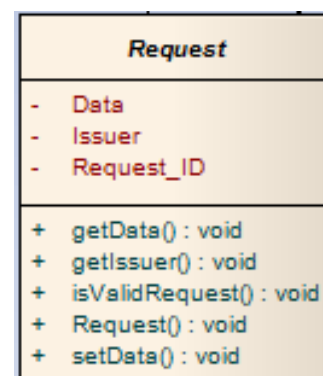 Request
- Data
- Issuer
- Request_ID
+ getData() : void
+ getIssuer() : void
+ isValidRequest() : void
+ Request() : void
+ setData() : void